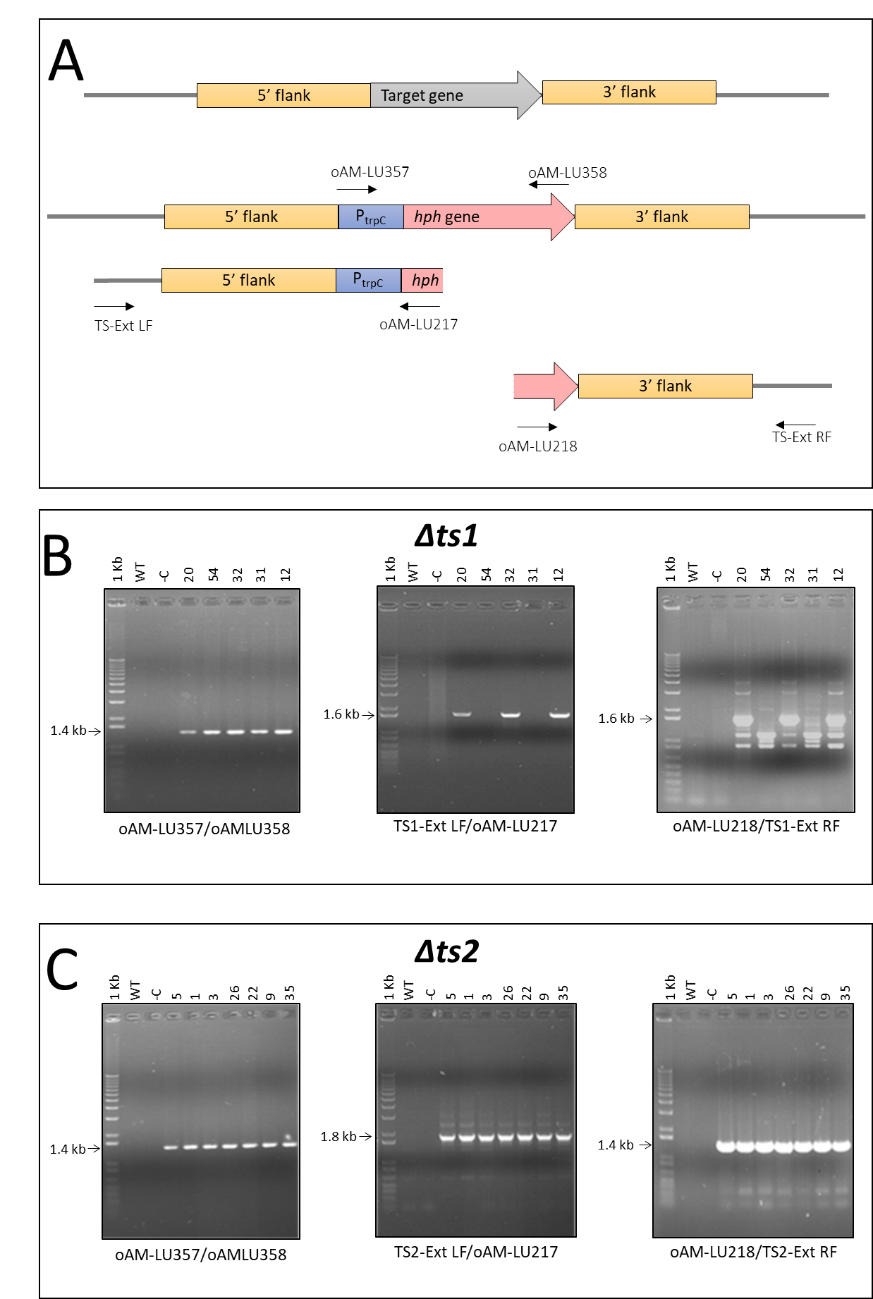 A
5' flank
Target gene
3' flank
oAM-LU357
oAM-LU358
5' flank
PtrpC
hph gene
3' flank
5' flank
PtrpC
hph
TS-Ext LF
oAM-LU217
3' flank
oAM-LU218
TS-Ext RF
B
Δts1
1 Kb
WT
-C
20
54
32
31
12
1 Kb
WT
-C
20
54
32
31
12
1 Kb
WT
-C
20
54
32
31
12
1.4 kb
1.6 kb
1.6 kb
oAM-LU357/oAMLU358
TS1-Ext LF/oAM-LU217
oAM-LU218/TS1-Ext RF
C
Δts2
1 Kb
WT
-C
5
1
3
26
22
9
35
1 Kb
WT
-C
5
1
3
26
22
9
35
1 Kb
WT
-C
5
1
3
26
22
9
35
1.4 kb
1.8 kb
1.4 kb
oAM-LU357/oAMLU358
TS2-Ext LF/oAM-LU217
oAM-LU218/TS2-Ext RF